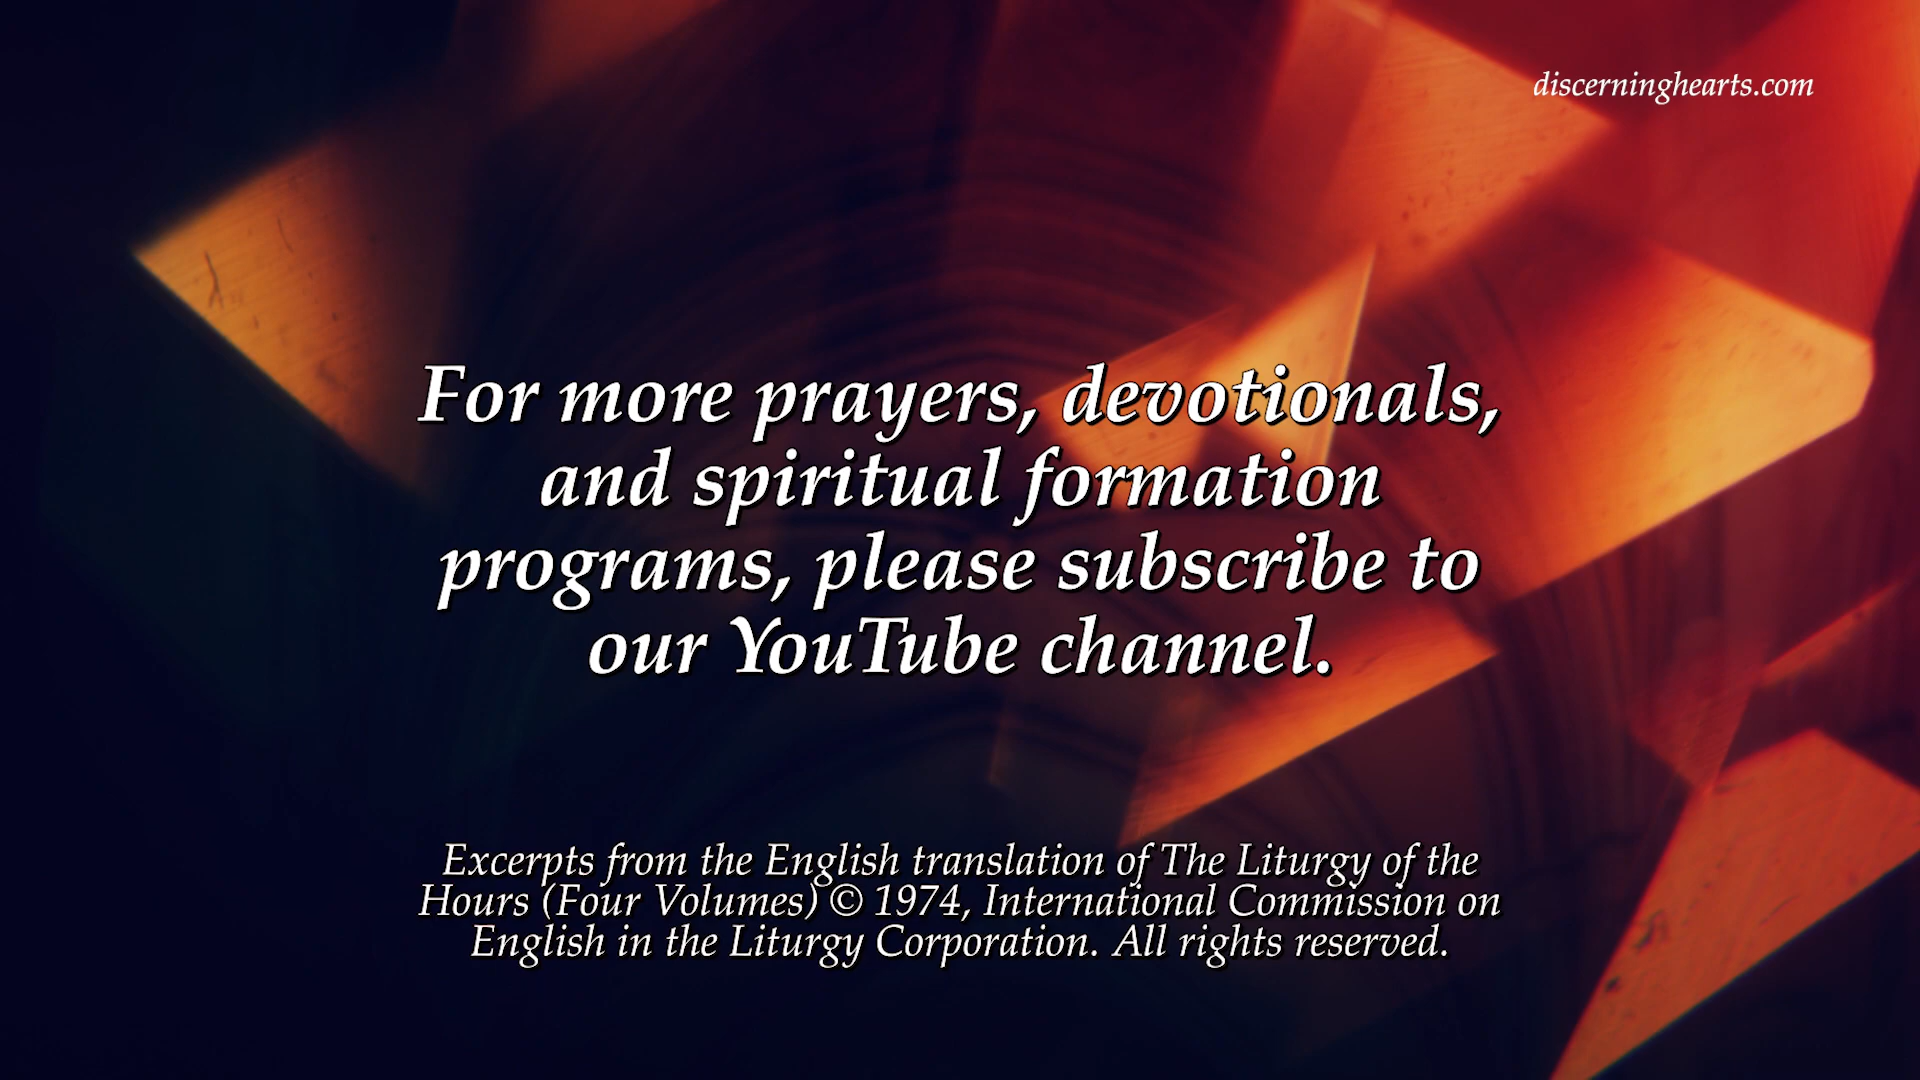 discerninghearts.com
For more prayers, devotionals,
and spiritual formation
programs, please subscribe to
our YouTube channel.
Excerpts from the English translation of The Liturgy of the
Hours (Four Volumes) © 1974, International Commission on
English in the Liturgy Corporation. All rights reserved.